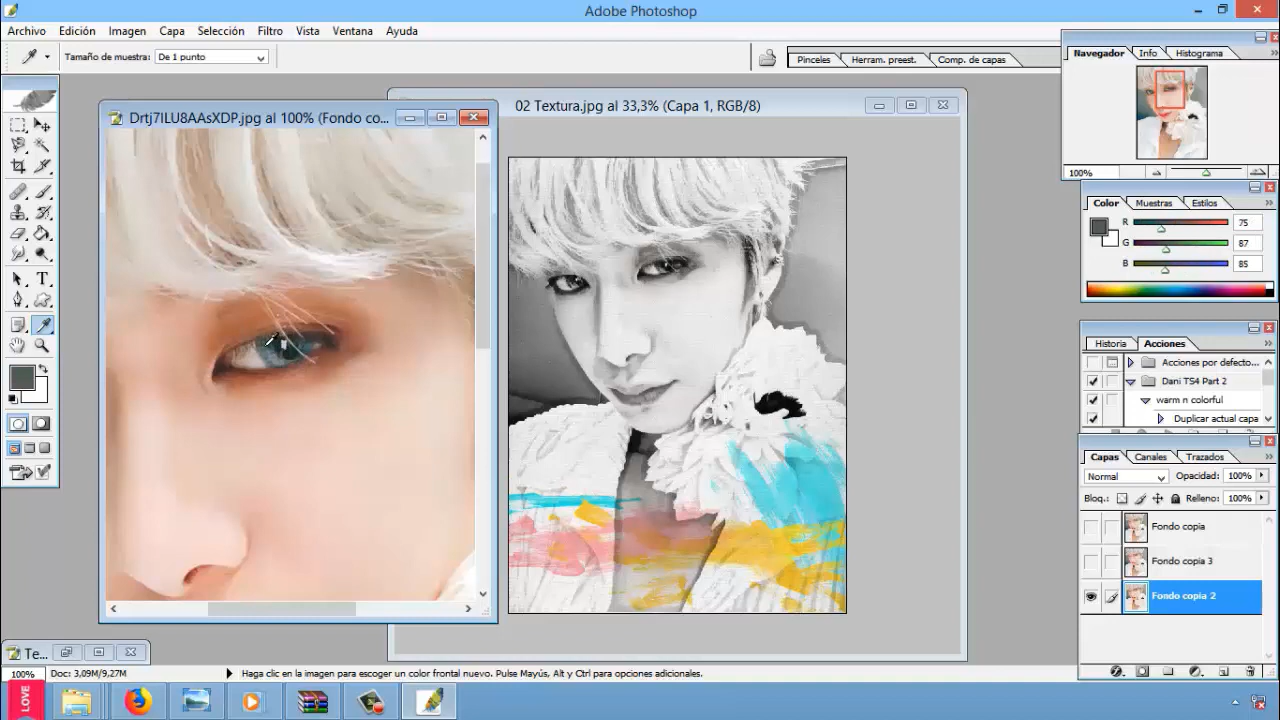 Adobe Photoshop
Archivo Edición Imagen Capa Selección Filtro Vista Ventana Ayuda
Tamaño de muestra: De 1 punto
Pinceles Herram. preest. Comp. de capas
Navegador Info Histograma
100%
Drtj7ILU8AAsXDP.jpg al 100% (Fondo co...
02 Textura.jpg al 33,3% (Capa 1, RGB/8)
Color Muestras Estilos
R 75
G 87
B 85
Historia Acciones
Acciones por defecto...
Dani TS4 Part 2
warm n colorful
Duplicar actual capa
Capas Canales Trazados
Normal Opacidad: 100%
Bloq.: Relleno: 100%
Fondo copia
Fondo copia 3
Fondo copia 2
Te...
100% Doc: 3,09M/9,27M Haga clic en la imagen para escoger un color frontal nuevo. Pulse Mayús, Alt y Ctrl para opciones adicionales.
LOVE